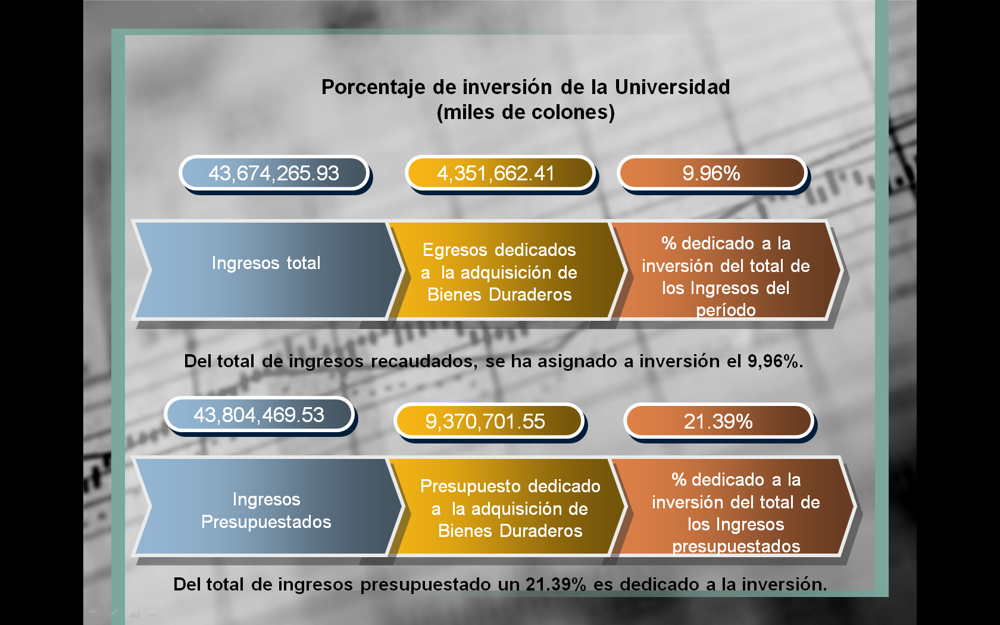 Porcentaje de inversión de la Universidad
(miles de colones)
43,674,265.93
4,351,662.41
9.96%
Ingresos total
Egresos dedicados
a la adquisición de
Bienes Duraderos
% dedicado a la
inversión del total de
los Ingresos del
período
Del total de ingresos recaudados, se ha asignado a inversión el 9,96%.
43,804,469.53
9,370,701.55
21.39%
Ingresos
Presupuestados
Presupuesto dedicado
a la adquisición de
Bienes Duraderos
% dedicado a la
inversión del total de
los Ingresos
presupuestados
Del total de ingresos presupuestado un 21.39% es dedicado a la inversión.